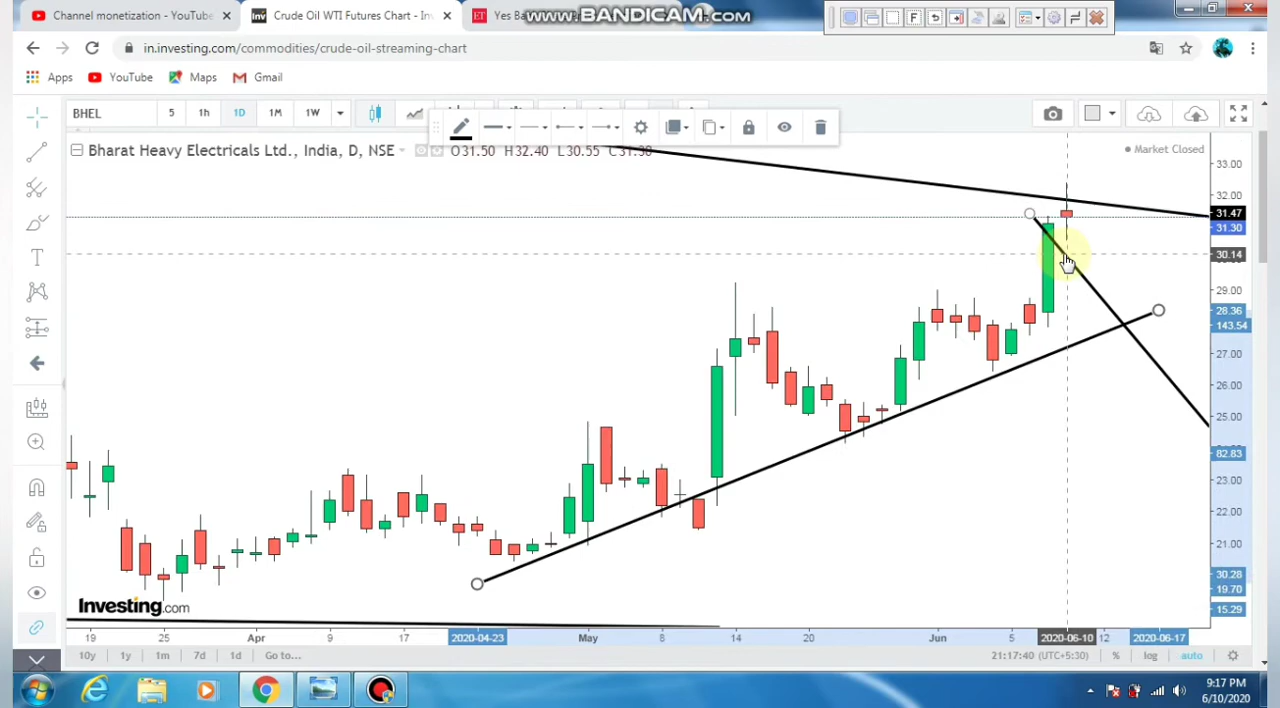 Channel monetization - YouTube
Crude Oil WTI Futures Chart - Inv
ET Yes Ba
www.BANDICAM.com
in.investing.com/commodities/crude-oil-streaming-chart
Apps YouTube Maps Gmail
BHEL 5 1h 1D 1M 1W
Bharat Heavy Electricals Ltd., India, D, NSE O31.50 H32.40 L30.55 C31.30
Market Closed
33.00
32.00
31.47
31.30
30.14
29.00
28.36
143.54
27.00
26.00
25.00
82.83
23.00
22.00
21.00
30.28
19.70
15.29
Investing.com
19 25 Apr 9 17 2020-04-23 May 8 14 20 Jun 5 2020-06-10 12 2020-06-17
10y 1y 1m 7d 1d Go to... 21:17:40 (UTC+5:30) % log auto
9:17 PM
6/10/2020